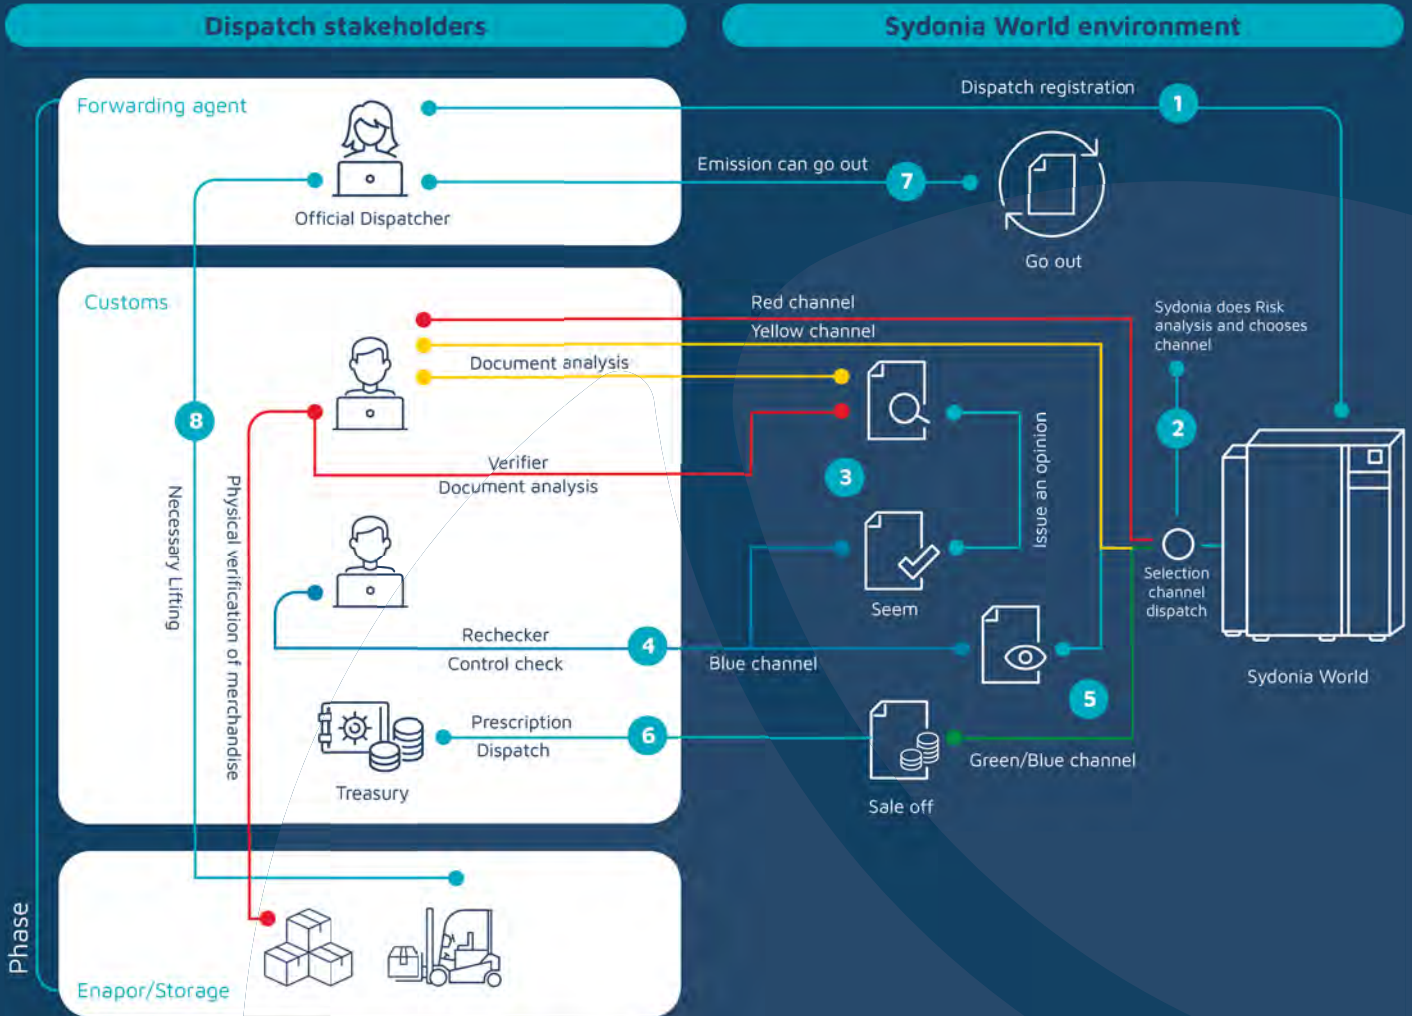 Dispatch stakeholders
Sydonia World environment
Forwarding agent
Official Dispatcher
Dispatch registration
1
Emission can go out
7
Go out
Customs
Red channel
Yellow channel
Document analysis
Sydonia does Risk
analysis and chooses
channel
2
8
Verifier
Document analysis
3
Issue an opinion
Necessary Lifting
Physical verification of merchandise
Seem
Selection
channel
dispatch
Sydonia World
Rechecker
Control check
4
Blue channel
5
Prescription
Dispatch
6
Treasury
Green/Blue channel
Sale off
Phase
Enapor/Storage